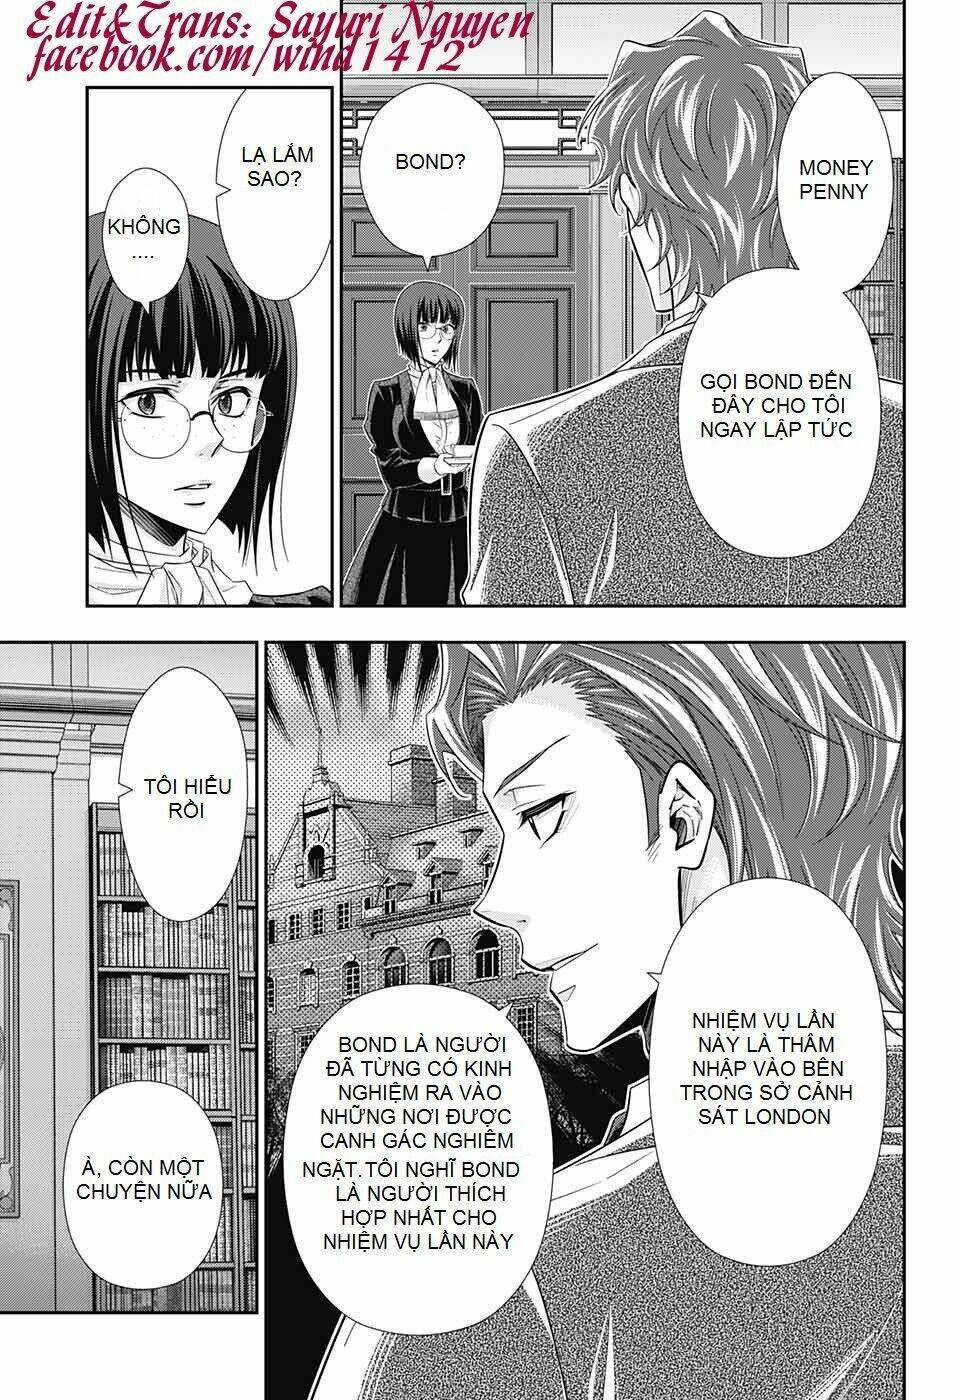 Edit&Trans: Sayuri Nguyen
facebook.com/wind1412
MONEY
PENNY
GỌI BOND ĐẾN
ĐÂY CHO TÔI
NGAY LẬP TỨC
BOND?
LẠ LẮM
SAO?
KHÔNG
....
NHIỆM VỤ LẦN
NÀY LÀ THÂM
NHẬP VÀO BÊN
TRONG SỞ CẢNH
SÁT LONDON
BOND LÀ NGƯỜI
ĐÃ TỪNG CÓ KINH
NGHIỆM RA VÀO
NHỮNG NƠI ĐƯỢC
CANH GÁC NGHIÊM
NGẶT.TÔI NGHĨ BOND
LÀ NGƯỜI THÍCH
HỢP NHẤT CHO
NHIỆM VỤ LẦN NÀY
TÔI HIỂU
RỒI
À, CÒN MỘT
CHUYỆN NỮA